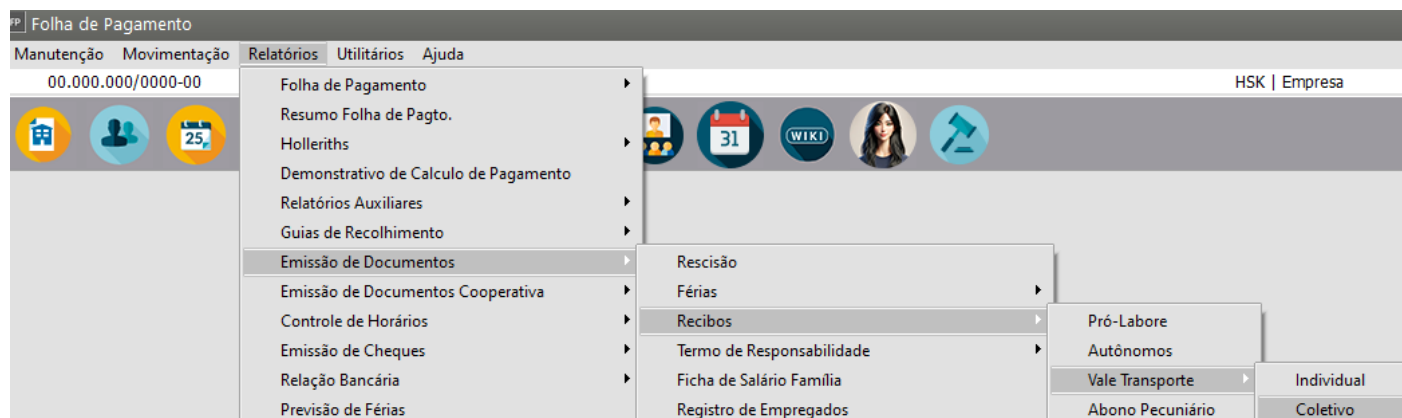 FP Folha de Pagamento
Manutenção Movimentação Relatórios Utilitários Ajuda
00.000.000/0000-00 HSK | Empresa
25 31 WIKI
Folha de Pagamento
Resumo Folha de Pagto.
Holleriths
Demonstrativo de Calculo de Pagamento
Relatórios Auxiliares
Guias de Recolhimento
Emissão de Documentos
Emissão de Documentos Cooperativa
Controle de Horários
Emissão de Cheques
Relação Bancária
Previsão de Férias
Rescisão
Férias
Recibos
Termo de Responsabilidade
Ficha de Salário Família
Registro de Empregados
Pró-Labore
Autônomos
Vale Transporte
Abono Pecuniário
Individual
Coletivo